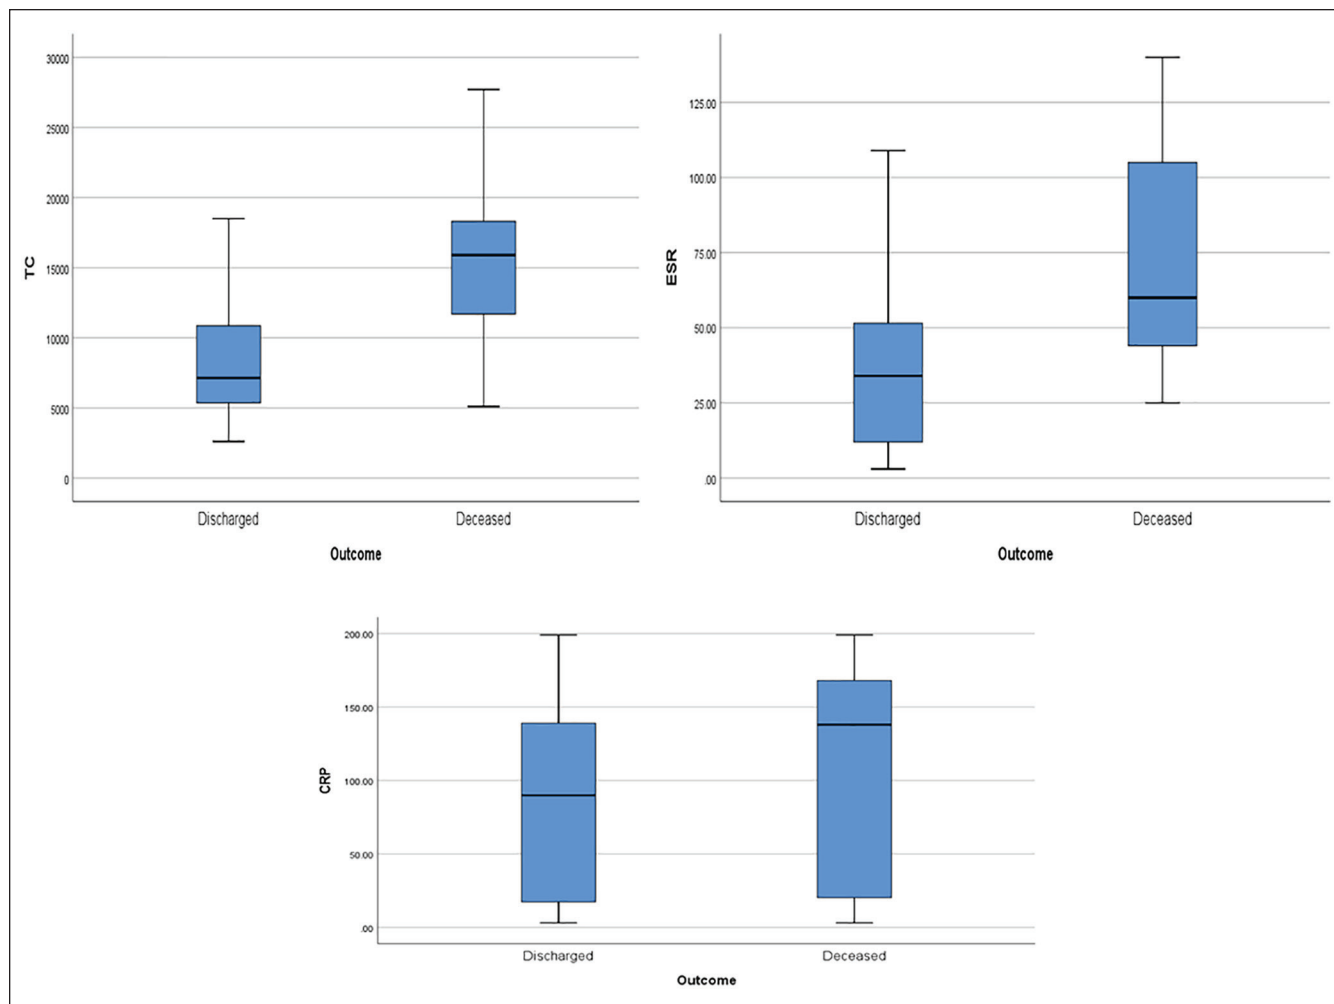 30000
25000
20000
15000
10000
5000
0
TC
Discharged
Deceased
Outcome
125.00
100.00
75.00
50.00
25.00
.00
ESR
Discharged
Deceased
Outcome
200.00
150.00
100.00
50.00
.00
CRP
Discharged
Deceased
Outcome